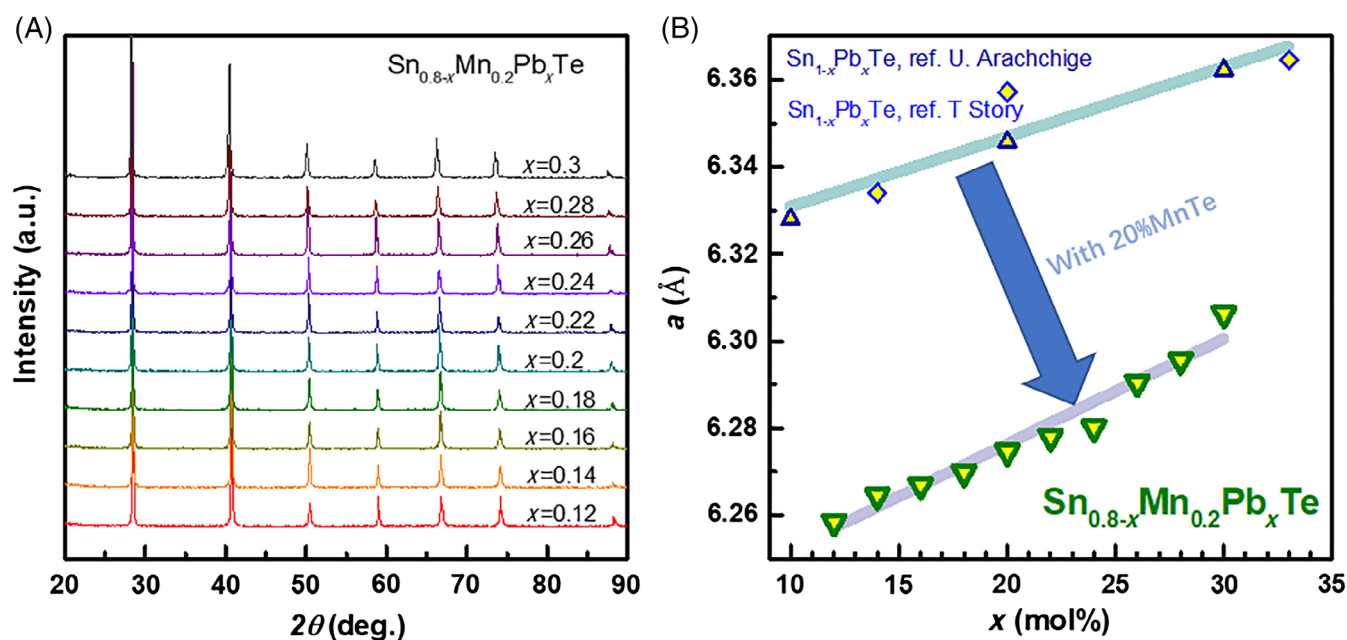 (A)
Sn0.8-xMn0.2PbxTe
x=0.3
x=0.28
x=0.26
x=0.24
x=0.22
x=0.2
x=0.18
x=0.16
x=0.14
x=0.12
Intensity (a.u.)
20 30 40 50 60 70 80 90
2θ (deg.)
(B)
Sn1-xPbxTe, ref. U. Arachchige
Sn1-xPbxTe, ref. T Story
With 20%MnTe
Sn0.8-xMn0.2PbxTe
a (Å)
6.36
6.34
6.32
6.30
6.28
6.26
10 15 20 25 30 35
x (mol%)